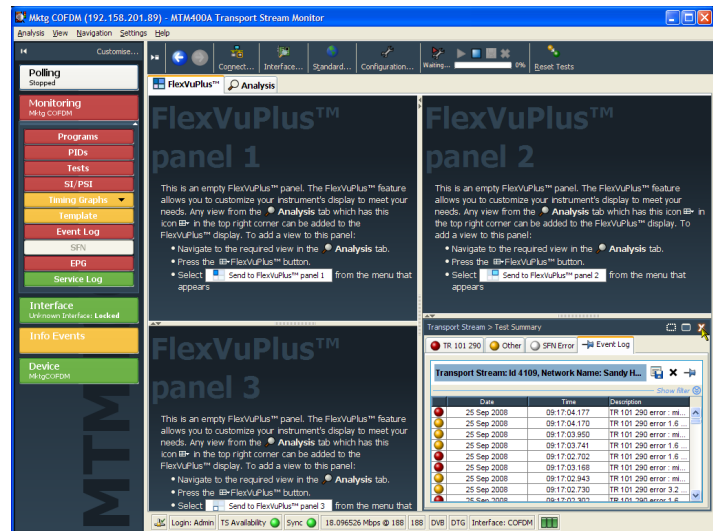 Mktg COFDM (192.158.201.89) - MTM400A Transport Stream Monitor
Analysis View Navigation Settings Help
Customise...
Connect... Interface... Standard... Configuration... Waiting... 0% Reset Tests
Polling
Stopped
Monitoring
Mktg COFDM
Programs
PIDs
Tests
SI/PSI
Timing Graphs
Template
Event Log
SFN
EPG
Service Log
Interface
Unknown Interface: Locked
Info Events
Device
MktgCOFDM
MTM
FlexVuPlus™ Analysis
FlexVuPlus™
panel 1
This is an empty FlexVuPlus™ panel. The FlexVuPlus™ feature
allows you to customize your instrument's display to meet your
needs. Any view from the Analysis tab which has this
icon in the top right corner can be added to the
FlexVuPlus™ display. To add a view to this panel:
• Navigate to the required view in the Analysis tab.
• Press the FlexVuPlus™ button.
• Select Send to FlexVuPlus™ panel 1 from the menu that
appears
FlexVuPlus™
panel 2
This is an empty FlexVuPlus™ panel. The FlexVuPlus™ feature
allows you to customize your instrument's display to meet your
needs. Any view from the Analysis tab which has this icon in
the top right corner can be added to the FlexVuPlus™ display. To
add a view to this panel:
• Navigate to the required view in the Analysis tab.
• Press the FlexVuPlus™ button.
• Select Send to FlexVuPlus™ panel 2 from the menu that
appears
FlexVuPlus™
panel 3
This is an empty FlexVuPlus™ panel. The FlexVuPlus™ feature
allows you to customize your instrument's display to meet your
needs. Any view from the Analysis tab which has this
icon in the top right corner can be added to the
FlexVuPlus™ display. To add a view to this panel:
• Navigate to the required view in the Analysis tab.
• Press the FlexVuPlus™ button.
• Select Send to FlexVuPlus™ panel 3 from the menu that
Transport Stream > Test Summary
TR 101 290 Other SFN Error Event Log
Transport Stream: Id 4109, Network Name: Sandy H...
Show filter
Date Time Description
25 Sep 2008 09:17:04.177 TR 101 290 error : mi...
25 Sep 2008 09:17:04.170 TR 101 290 error 1.6 ...
25 Sep 2008 09:17:03.950 TR 101 290 error : mi...
25 Sep 2008 09:17:03.741 TR 101 290 error 1.6 ...
25 Sep 2008 09:17:02.702 TR 101 290 error 1.6 ...
25 Sep 2008 09:17:03.168 TR 101 290 error : mi...
25 Sep 2008 09:17:02.943 TR 101 290 error : mi...
25 Sep 2008 09:17:02.730 TR 101 290 error 3.2 ...
25 Sep 2008 09:17:02.302 TR 101 290 error 1.6 ...
Login: Admin TS Availability Sync 18.096526 Mbps @ 188 188 DVB DTG Interface: COFDM